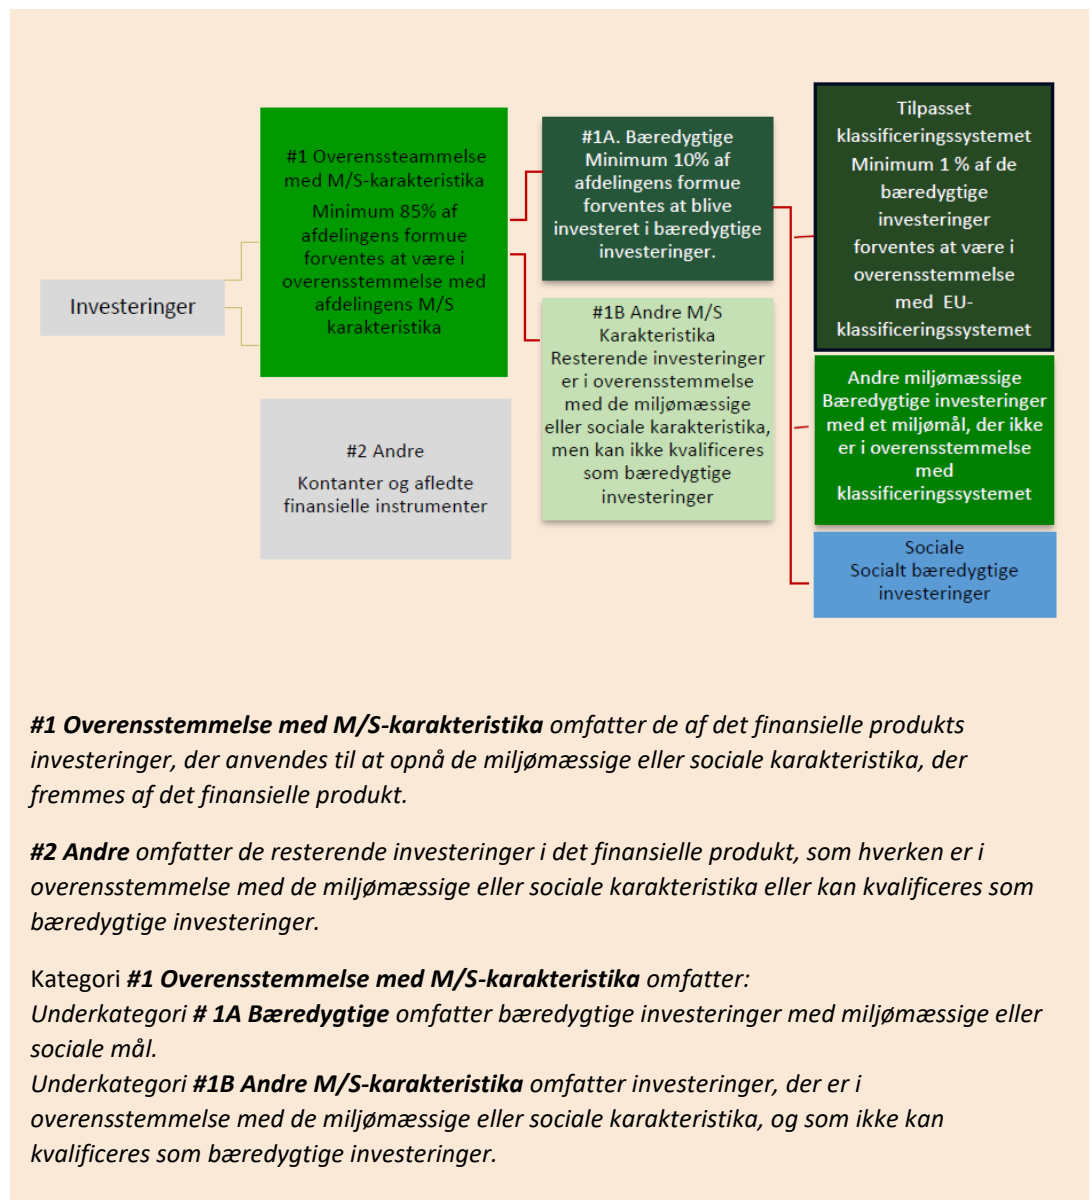 Investeringer
#1 Overenssteammelse
med M/S-karakteristika
Minimum 85% af
afdelingens formue
forventes at være i
overensstemmelse med
afdelingens M/S
karakteristika
#2 Andre
Kontanter og afledte
finansielle instrumenter
#1A. Bæredygtige
Minimum 10% af
afdelingens formue
forventes at blive
investeret i bæredygtige
investeringer.
#1B Andre M/S
Karakteristika
Resterende investeringer
er i overensstemmelse
med de miljømæssige
eller sociale karakteristika,
men kan ikke kvalificeres
som bæredygtige
investeringer
Tilpasset
klassificeringssystemet
Minimum 1 % af de
bæredygtige
investeringer
forventes at være i
overensstemmelse
med EU-
klassificeringssystemet
Andre miljømæssige
Bæredygtige investeringer
med et miljømål, der ikke
er i overensstemmelse
med
klassificeringssystemet
Sociale
Socialt bæredygtige
investeringer
#1 Overensstemmelse med M/S-karakteristika omfatter de af det finansielle produkts
investeringer, der anvendes til at opnå de miljømæssige eller sociale karakteristika, der
fremmes af det finansielle produkt.
#2 Andre omfatter de resterende investeringer i det finansielle produkt, som hverken er i
overensstemmelse med de miljømæssige eller sociale karakteristika eller kan kvalificeres som
bæredygtige investeringer.
Kategori #1 Overensstemmelse med M/S-karakteristika omfatter:
Underkategori # 1A Bæredygtige omfatter bæredygtige investeringer med miljømæssige eller
sociale mål.
Underkategori #1B Andre M/S-karakteristika omfatter investeringer, der er i
overensstemmelse med de miljømæssige eller sociale karakteristika, og som ikke kan
kvalificeres som bæredygtige investeringer.